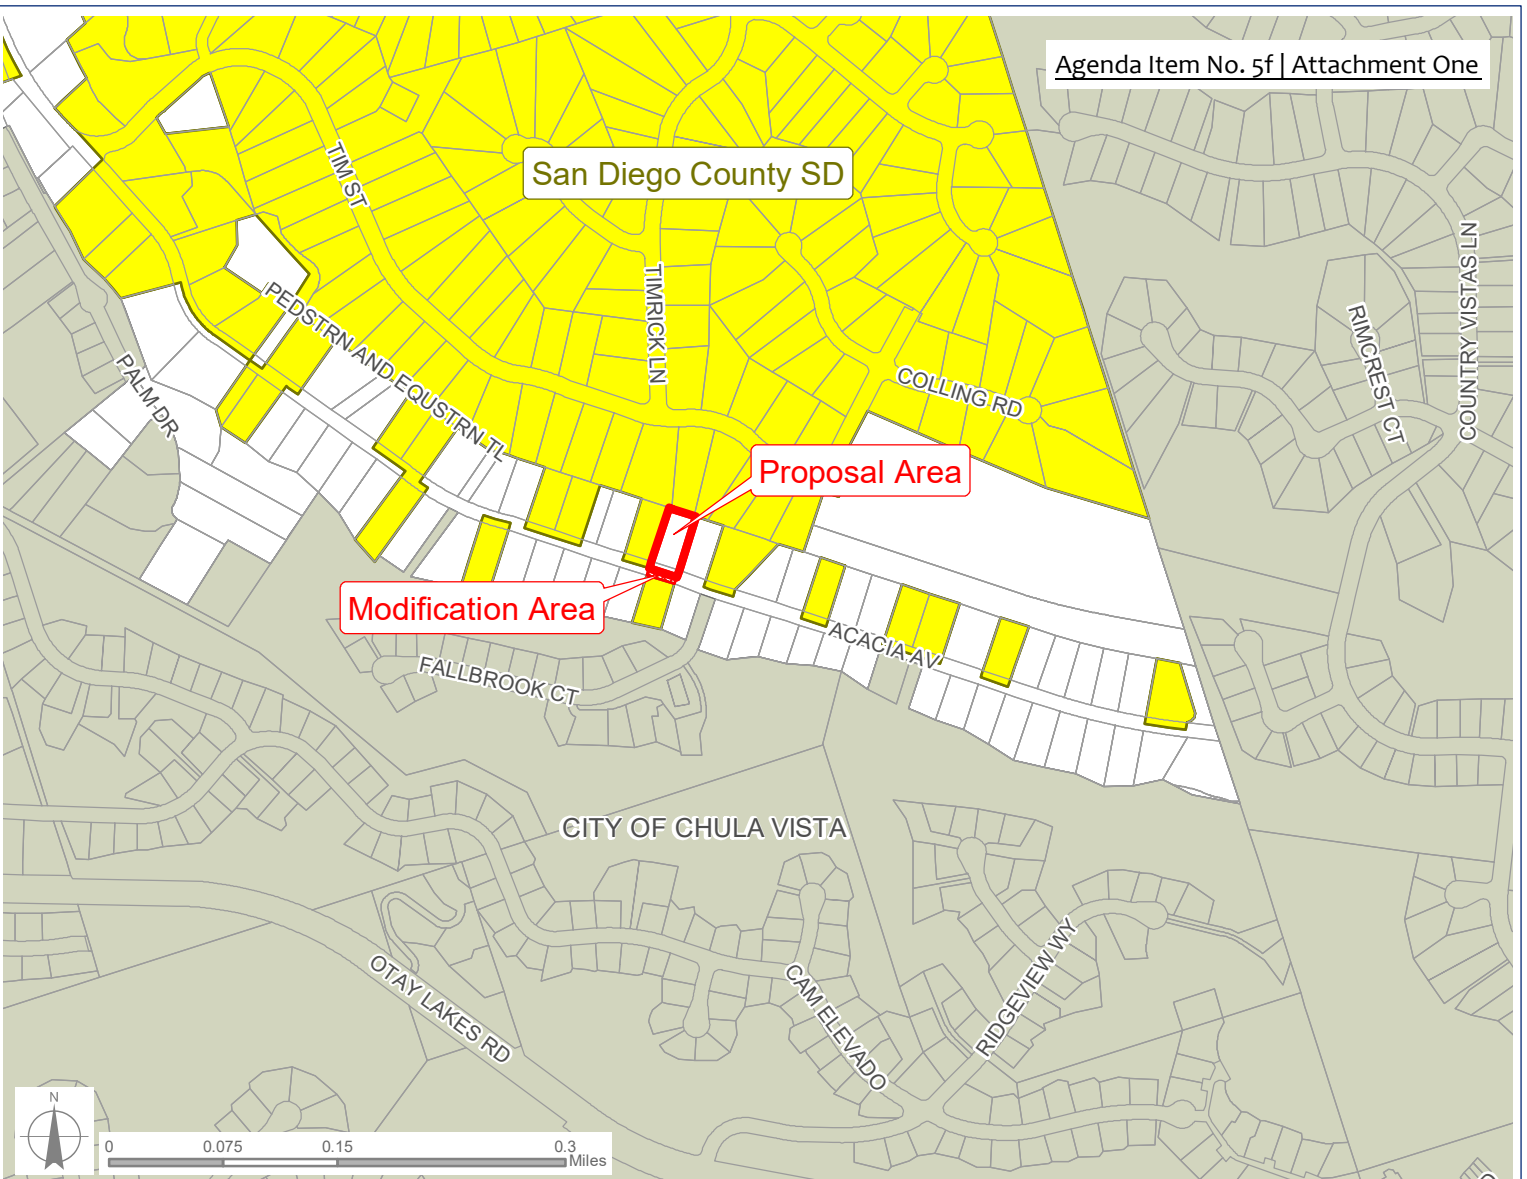 Agenda Item No. 5f | Attachment One
San Diego County SD
TIM ST
COUNTRY VISTAS LN
TIMRICK LN
PEDSTRN AND EQUSTRN TL
RIMCREST CT
PALM DR
COLLING RD
Proposal Area
Modification Area
ACACIA AV
FALLBROOK CT
CITY OF CHULA VISTA
OTAY LAKES RD
CAM ELEVADO
RIDGEVIEW WY
N
0 0.075 0.15 0.3
Miles